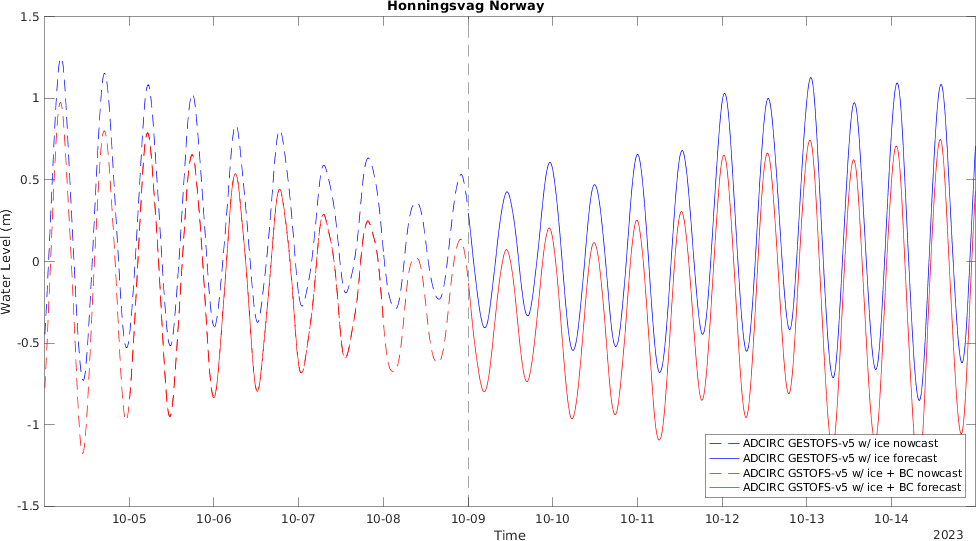 Honningsvag Norway
1.5
1
0.5
0
-0.5
-1
-1.5
Water Level (m)
10-05
10-06
10-07
10-08
10-09
10-10
10-11
10-12
10-13
10-14
Time
2023
ADCIRC GESTOFS-v5 w/ ice nowcast
ADCIRC GESTOFS-v5 w/ ice forecast
ADCIRC GSTOFS-v5 w/ ice + BC nowcast
ADCIRC GSTOFS-v5 w/ ice + BC forecast